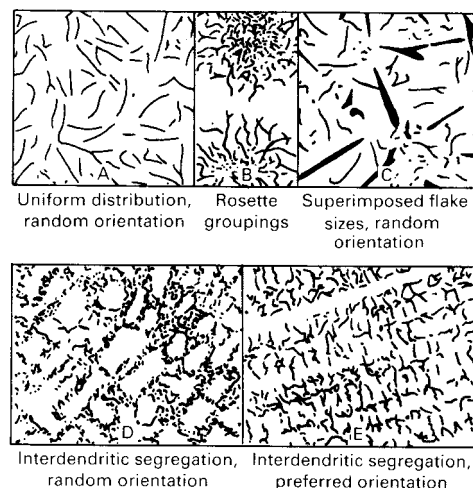 A
B
C
Uniform distribution,
random orientation
Rosette
groupings
Superimposed flake
sizes, random
orientation
D
E
Interdendritic segregation,
random orientation
Interdendritic segregation,
preferred orientation